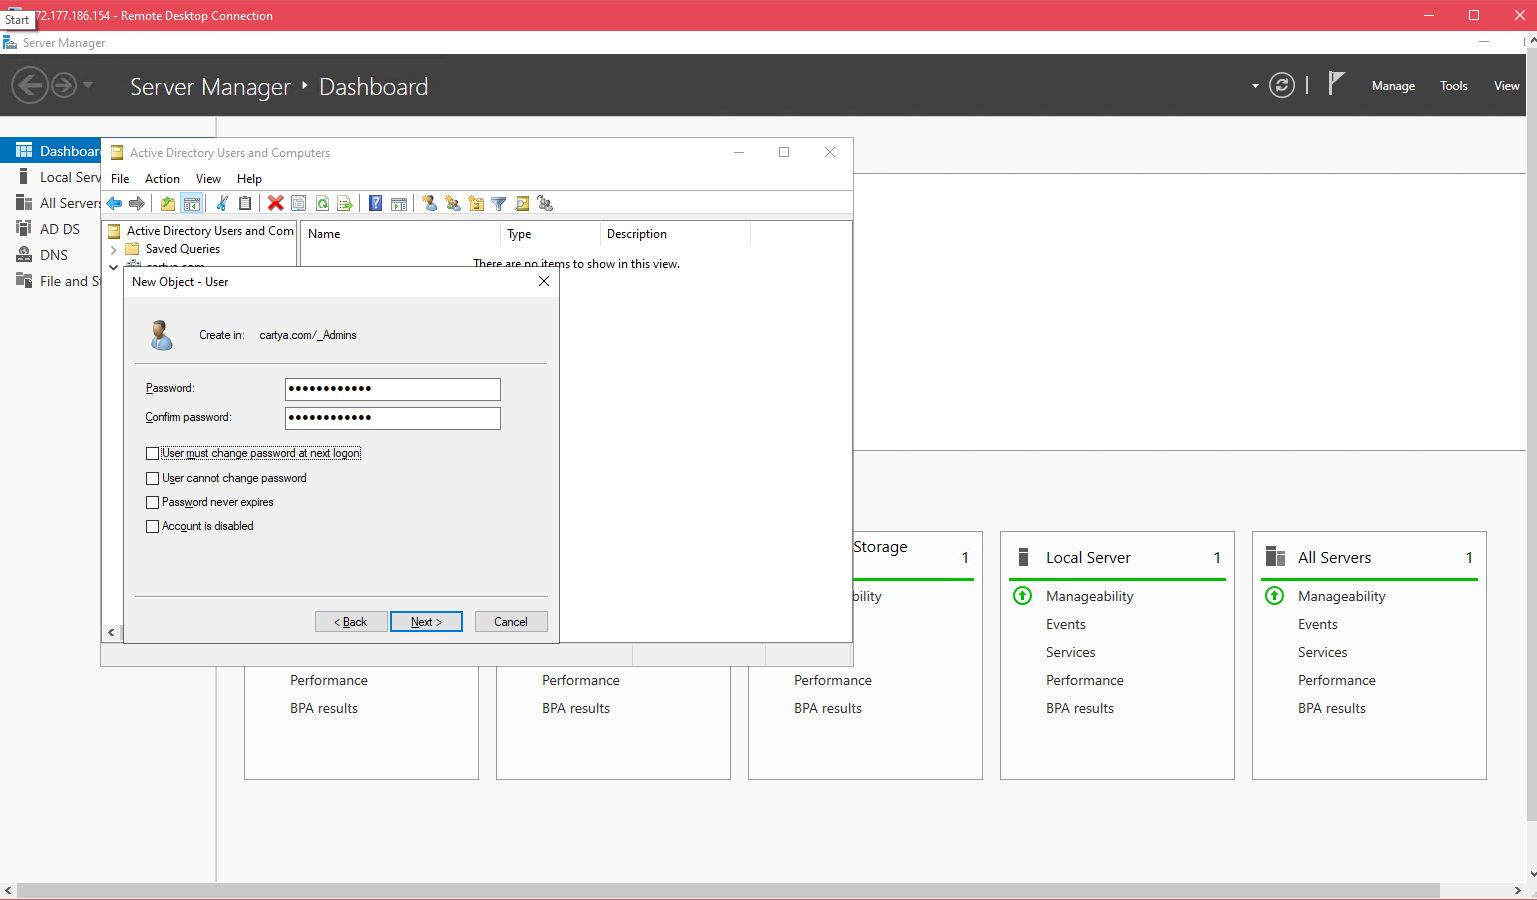 Start
72.177.186.154 - Remote Desktop Connection
Server Manager
Server Manager ‣ Dashboard
Manage
Tools
View
Dashboar
Local Serv
All Servers
AD DS
DNS
File and St
Active Directory Users and Computers
File
Action
View
Help
Active Directory Users and Com
Saved Queries
cartya.com
Name
Type
Description
There are no items to show in this view.
New Object - User
Create in: cartya.com/_Admins
Password:
Confirm password:
User must change password at next logon
User cannot change password
Password never expires
Account is disabled
< Back
Next >
Cancel
Performance
BPA results
Performance
BPA results
Storage
1
bility
Performance
BPA results
Local Server
1
Manageability
Events
Services
Performance
BPA results
All Servers
1
Manageability
Events
Services
Performance
BPA results